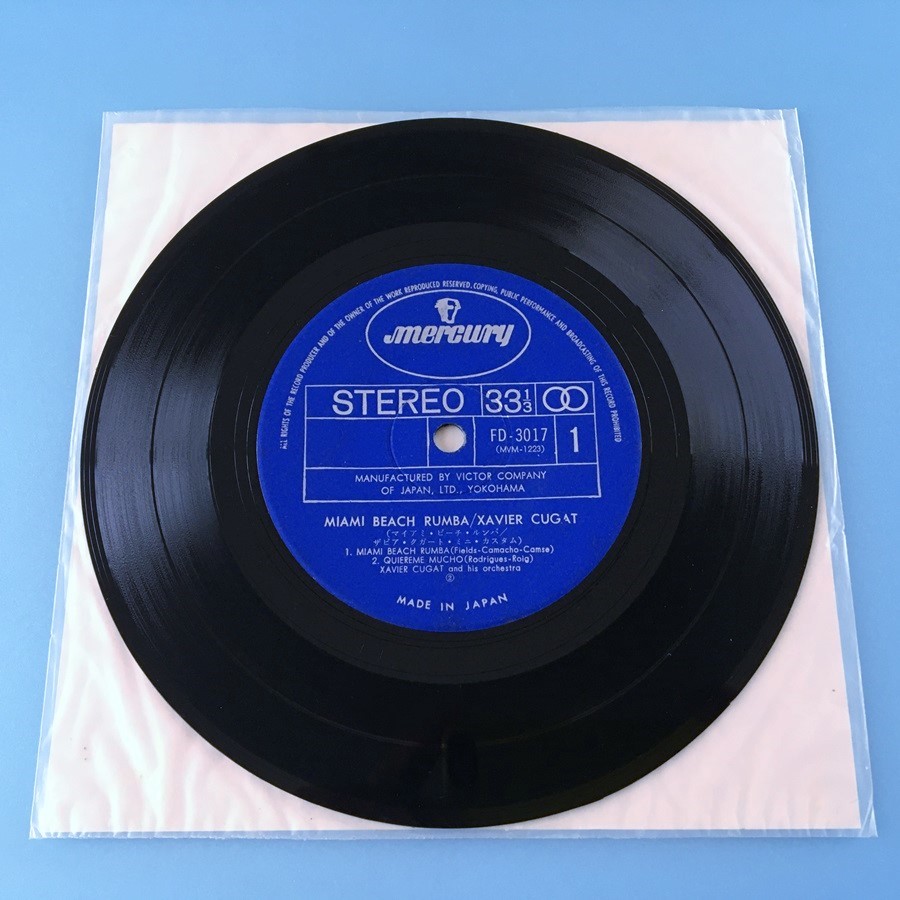 ALL RIGHTS OF THE RECORD PRODUCER AND OF THE OWNER OF THE WORK REPRODUCED RESERVED. COPYING, PUBLIC PERFORMANCE AND BROADCASTING OF THIS RECORD PROHIBITED
mercury
STEREO 33 1/3
FD-3017 1
(MVM-1223)
MANUFACTURED BY VICTOR COMPANY
OF JAPAN, LTD., YOKOHAMA
MIAMI BEACH RUMBA/XAVIER CUGAT
(マイアミ・ビーチ・ルンバ/
ザビア・クガート・ミニ・カスタム)
1. MIAMI BEACH RUMBA(Fields-Camacho-Camse)
2. QUIEREME MUCHO(Rodrigues-Roig)
XAVIER CUGAT and his orchestra
②
MADE IN JAPAN